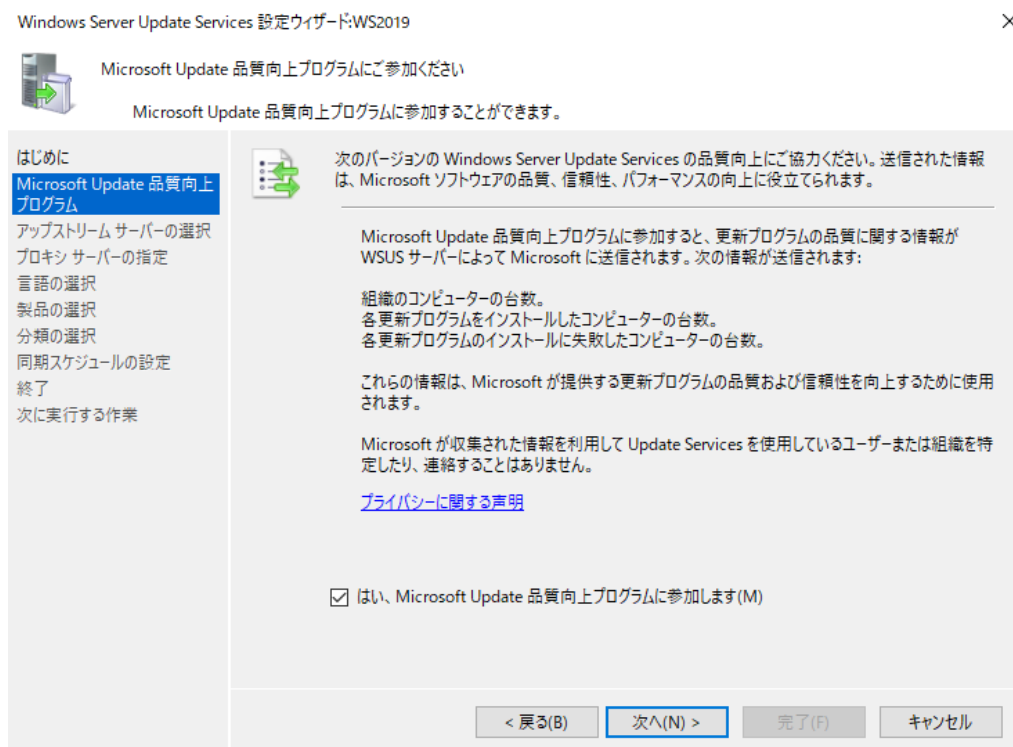 Windows Server Update Services 設定ウィザード:WS2019
Microsoft Update 品質向上プログラムにご参加ください
Microsoft Update 品質向上プログラムに参加することができます。
はじめに
Microsoft Update 品質向上
プログラム
アップストリーム サーバーの選択
プロキシ サーバーの指定
言語の選択
製品の選択
分類の選択
同期スケジュールの設定
終了
次に実行する作業
次のバージョンの Windows Server Update Services の品質向上にご協力ください。送信された情報
は、Microsoft ソフトウェアの品質、信頼性、パフォーマンスの向上に役立てられます。
Microsoft Update 品質向上プログラムに参加すると、更新プログラムの品質に関する情報が
WSUS サーバーによって Microsoft に送信されます。次の情報が送信されます:
組織のコンピューターの台数。
各更新プログラムをインストールしたコンピューターの台数。
各更新プログラムのインストールに失敗したコンピューターの台数。
これらの情報は、Microsoft が提供する更新プログラムの品質および信頼性を向上するために使用
されます。
Microsoft が収集された情報を利用して Update Services を使用しているユーザーまたは組織を特
定したり、連絡することはありません。
プライバシーに関する声明
はい、Microsoft Update 品質向上プログラムに参加します(M)
< 戻る(B)
次へ(N) >
完了(F)
キャンセル